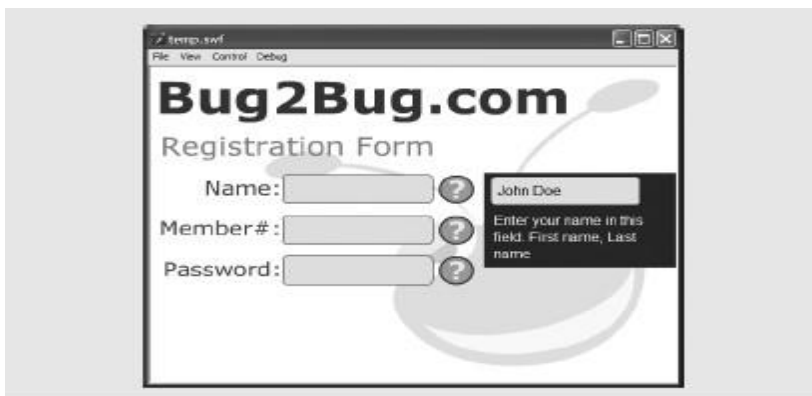 temp.swf
File View Control Debug
Bug2Bug.com
Registration Form
Name: ?
John Doe
Enter your name in this
field. First name, Last
name
Member#: ?
Password: ?